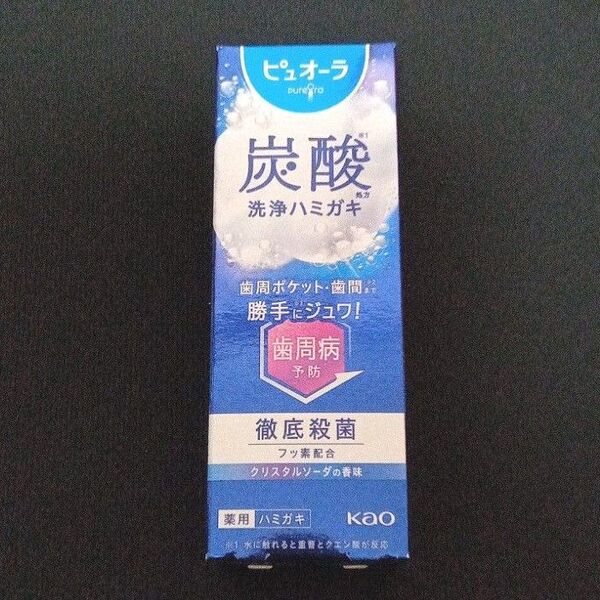 ピュオーラ
pureora
炭酸※1
処方
洗浄ハミガキ
歯周ポケット・歯間まで
勝手にジュワ!
歯周病
予防
徹底殺菌
フッ素配合
クリスタルソーダの香味
薬用 ハミガキ
Kao
※1 水に触れると重曹とクエン酸が反応